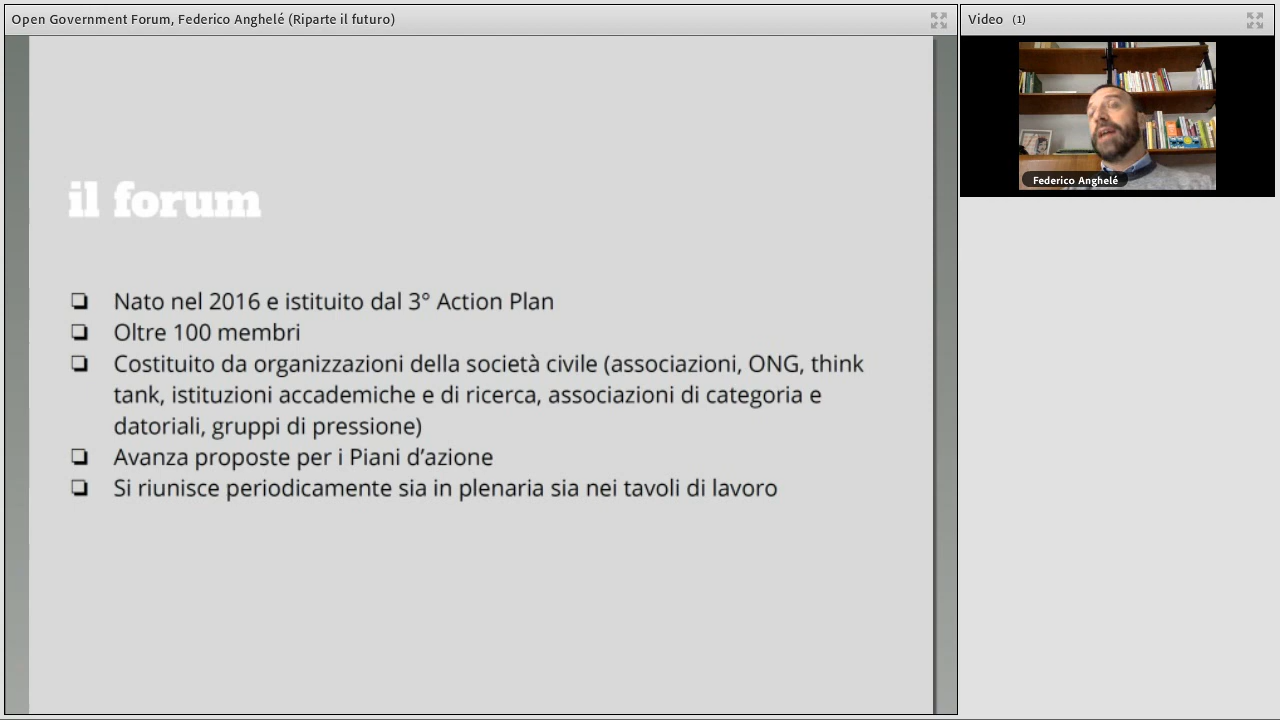 Open Government Forum, Federico Anghelé (Riparte il futuro)
Video (1)
Federico Anghelé
il forum
❏ Nato nel 2016 e istituito dal 3° Action Plan
❏ Oltre 100 membri
❏ Costituito da organizzazioni della società civile (associazioni, ONG, think
tank, istituzioni accademiche e di ricerca, associazioni di categoria e
datoriali, gruppi di pressione)
❏ Avanza proposte per i Piani d’azione
❏ Si riunisce periodicamente sia in plenaria sia nei tavoli di lavoro